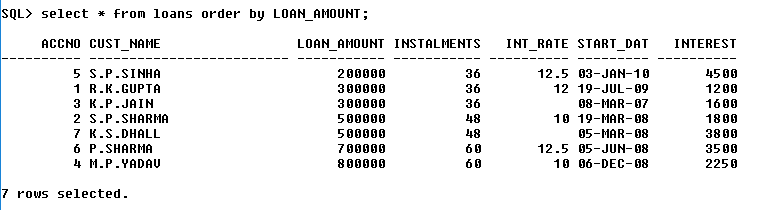 SQL> select * from loans order by LOAN_AMOUNT;
ACCNO CUST_NAME LOAN_AMOUNT INSTALMENTS INT_RATE START_DAT INTEREST
---------- ------------------------- ----------- ----------- ---------- --------- ----------
5 S.P.SINHA 200000 36 12.5 03-JAN-10 4500
1 R.K.GUPTA 300000 36 12 19-JUL-09 1200
3 K.P.JAIN 300000 36 08-MAR-07 1600
2 S.P.SHARMA 500000 48 10 19-MAR-08 1800
7 K.S.DHALL 500000 48 05-MAR-08 3800
6 P.SHARMA 700000 60 12.5 05-JUN-08 3500
4 M.P.YADAV 800000 60 10 06-DEC-08 2250
7 rows selected.